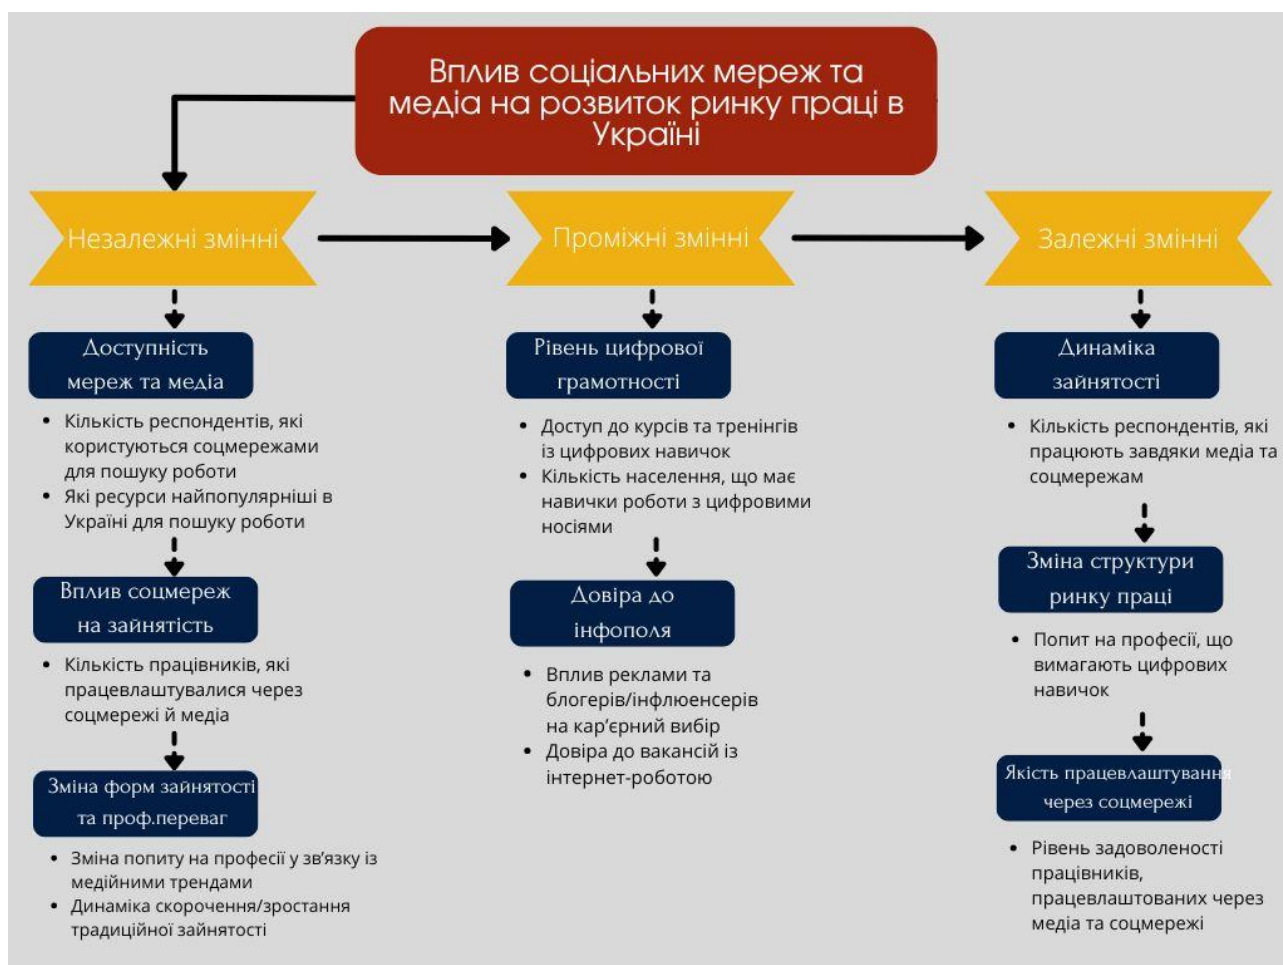 Вплив соціальних мереж та
медіа на розвиток ринку праці в
Україні
Незалежні змінні
Проміжні змінні
Залежні змінні
Доступність
мереж та медіа
• Кількість респондентів, які
користуються соцмережами
для пошуку роботи
• Які ресурси найпопулярніші в
Україні для пошуку роботи
Вплив соцмереж
на зайнятість
• Кількість працівників, які
працевлаштувалися через
соцмережі й медіа
Зміна форм зайнятості
та проф.переваг
• Зміна попиту на професії у зв’язку із
медійними трендами
• Динаміка скорочення/зростання
традиційної зайнятості
Рівень цифрової
грамотності
• Доступ до курсів та тренінгів
із цифрових навичок
• Кількість населення, що має
навички роботи з цифровими
носіями
Довіра до
інфополя
• Вплив реклами та
блогерів/інфлюенсерів
на кар’єрний вибір
• Довіра до вакансій із
інтернет-роботою
Динаміка
зайнятості
• Кількість респондентів, які
працюють завдяки медіа та
соцмережам
Зміна структури
ринку праці
• Попит на професії, що
вимагають цифрових
навичок
Якість працевлаштування
через соцмережі
• Рівень задоволеності
працівників,
працевлаштованих через
медіа та соцмережі